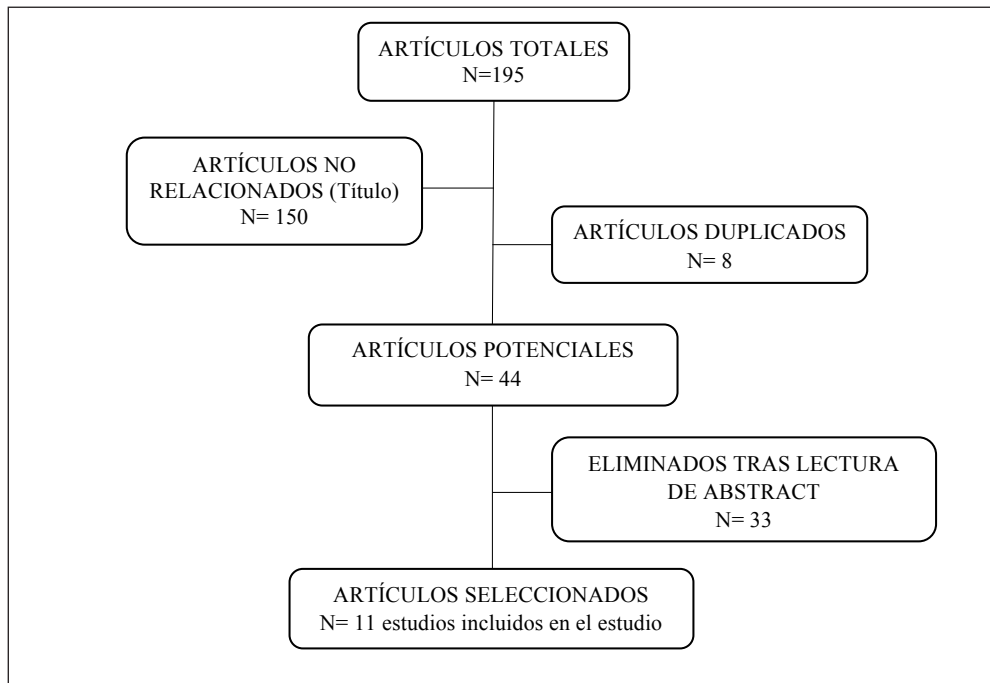 ARTÍCULOS TOTALES
N=195
ARTÍCULOS NO
RELACIONADOS (Título)
N= 150
ARTÍCULOS DUPLICADOS
N= 8
ARTÍCULOS POTENCIALES
N= 44
ELIMINADOS TRAS LECTURA
DE ABSTRACT
N= 33
ARTÍCULOS SELECCIONADOS
N= 11 estudios incluidos en el estudio